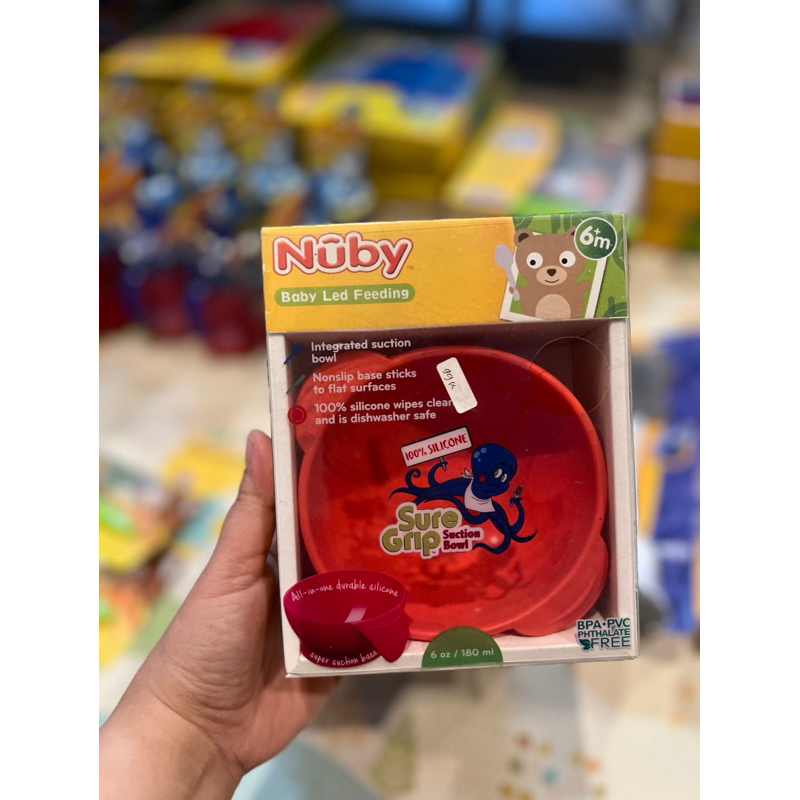 Nûby™
Baby Led Feeding
6+m
Integrated suction
bowl
Nonslip base sticks
to flat surfaces
100% silicone wipes clean
and is dishwasher safe
100% SILICONE
Sure
Grip
Suction
Bowl
All-in-one durable silicone
super suction base
6 oz / 180 ml
BPA•PVC
PHTHALATE
FREE